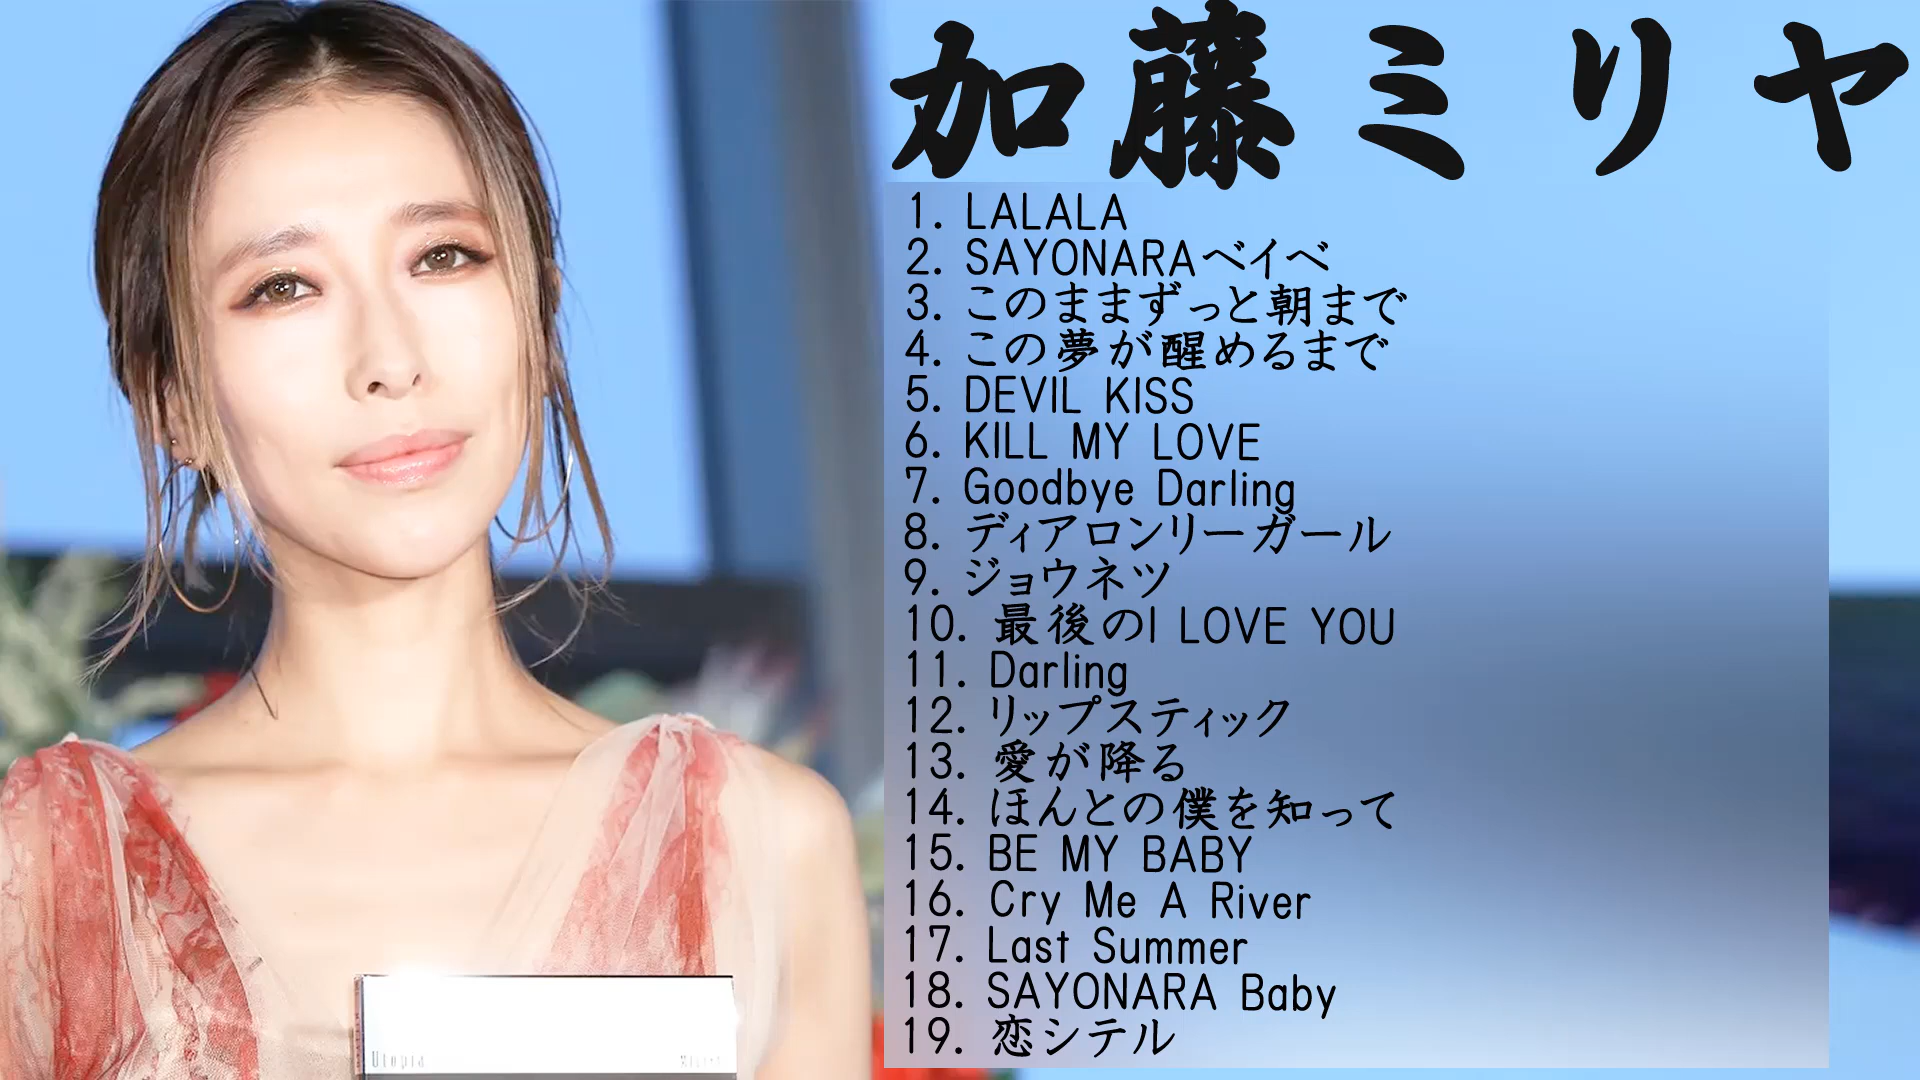 加藤ミリヤ
1. LALALA
2. SAYONARAベイベ
3. このままずっと朝まで
4. この夢が醒めるまで
5. DEVIL KISS
6. KILL MY LOVE
7. Goodbye Darling
8. ディアロンリーガール
9. ジョウネツ
10. 最後のI LOVE YOU
11. Darling
12. リップスティック
13. 愛が降る
14. ほんとの僕を知って
15. BE MY BABY
16. Cry Me A River
17. Last Summer
18. SAYONARA Baby
19. 恋シテル
Utopia